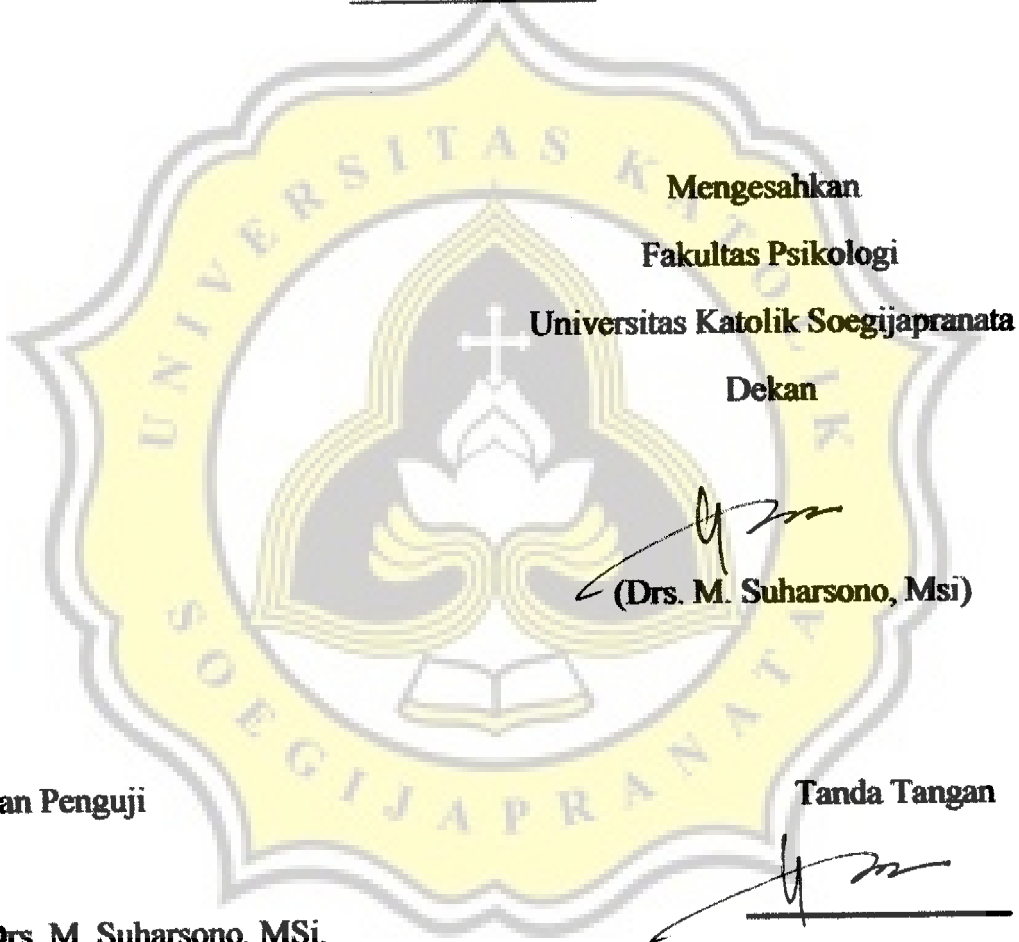 UNIVERSITAS KATOLIK
SOEGIJAPRANATA
Mengesahkan
Fakultas Psikologi
Universitas Katolik Soegijapranata
Dekan
(Drs. M. Suharsono, Msi)
an Penguji
Tanda Tangan
Drs. M. Suharsono, MSi.